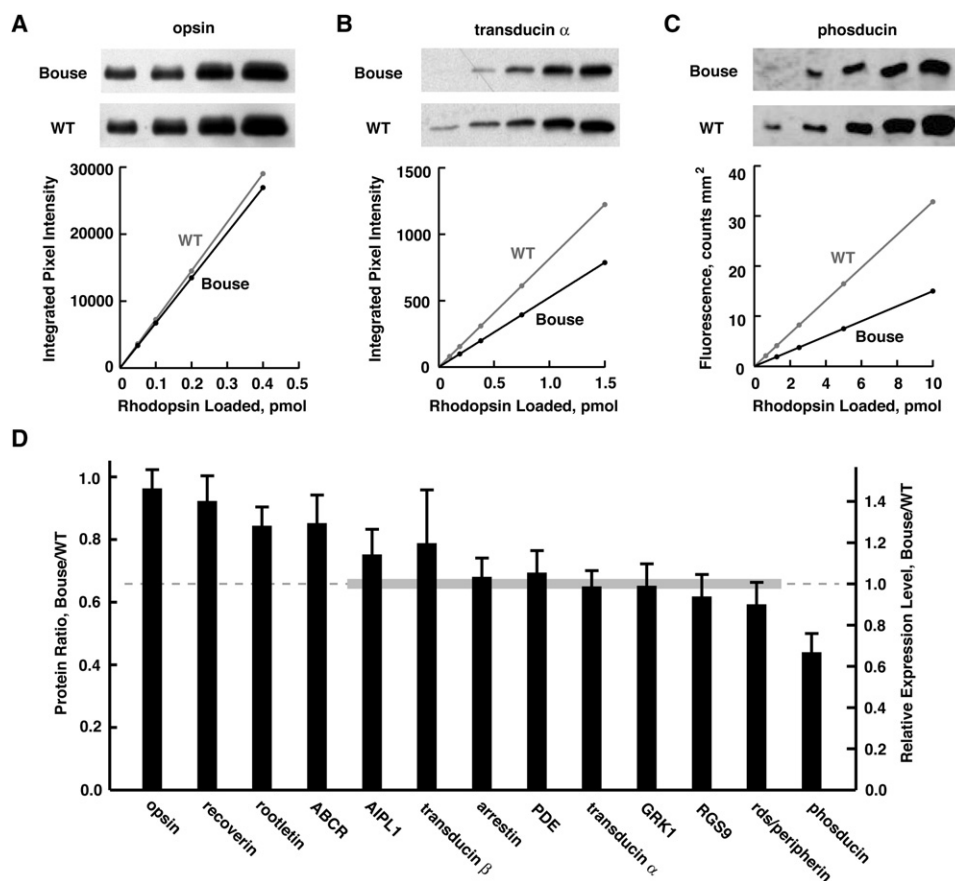 A
opsin
Bouse
WT
30000
20000
10000
0
Integrated Pixel Intensity
WT
Bouse
0 0.1 0.2 0.3 0.4 0.5
Rhodopsin Loaded, pmol
B
transducin α
1500
1000
500
0
Integrated Pixel Intensity
WT
Bouse
0 0.5 1.0 1.5
Rhodopsin Loaded, pmol
C
phosducin
Bouse
WT
40
30
20
10
0
Fluorescence, counts mm²
WT
Bouse
0 2 4 6 8 10
Rhodopsin Loaded, pmol
D
Protein Ratio, Bouse/WT
1.0
0.8
0.6
0.4
0.2
0.0
Relative Expression Level, Bouse/WT
1.4
1.2
1.0
0.8
0.6
0.4
0.2
0.0
opsin
recoverin
rootletin
ABCR
AIPL1
transducin β
arrestin
PDE
transducin α
GRK1
RGS9
rds/peripherin
phosducin